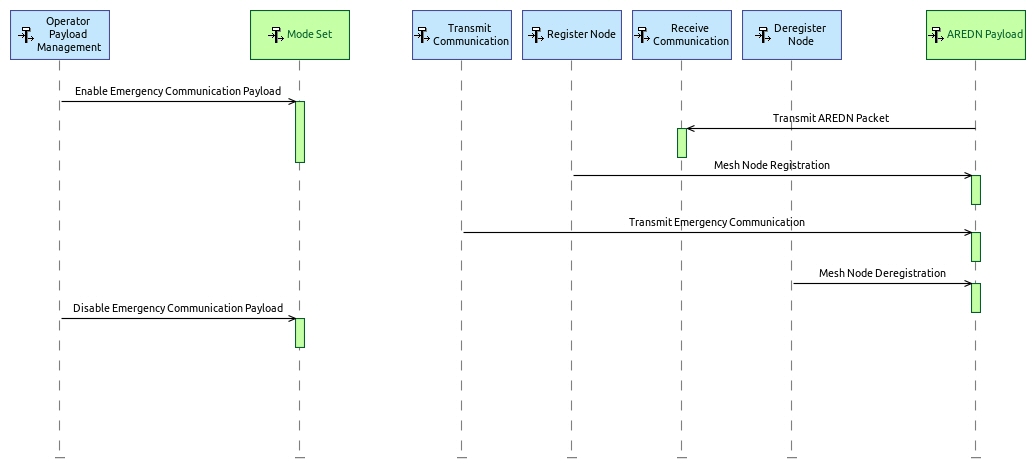 Operator
Payload
Management
Mode Set
Transmit
Communication
Register Node
Receive
Communication
Deregister
Node
AREDN Payload
Enable Emergency Communication Payload
Transmit AREDN Packet
Mesh Node Registration
Transmit Emergency Communication
Mesh Node Deregistration
Disable Emergency Communication Payload